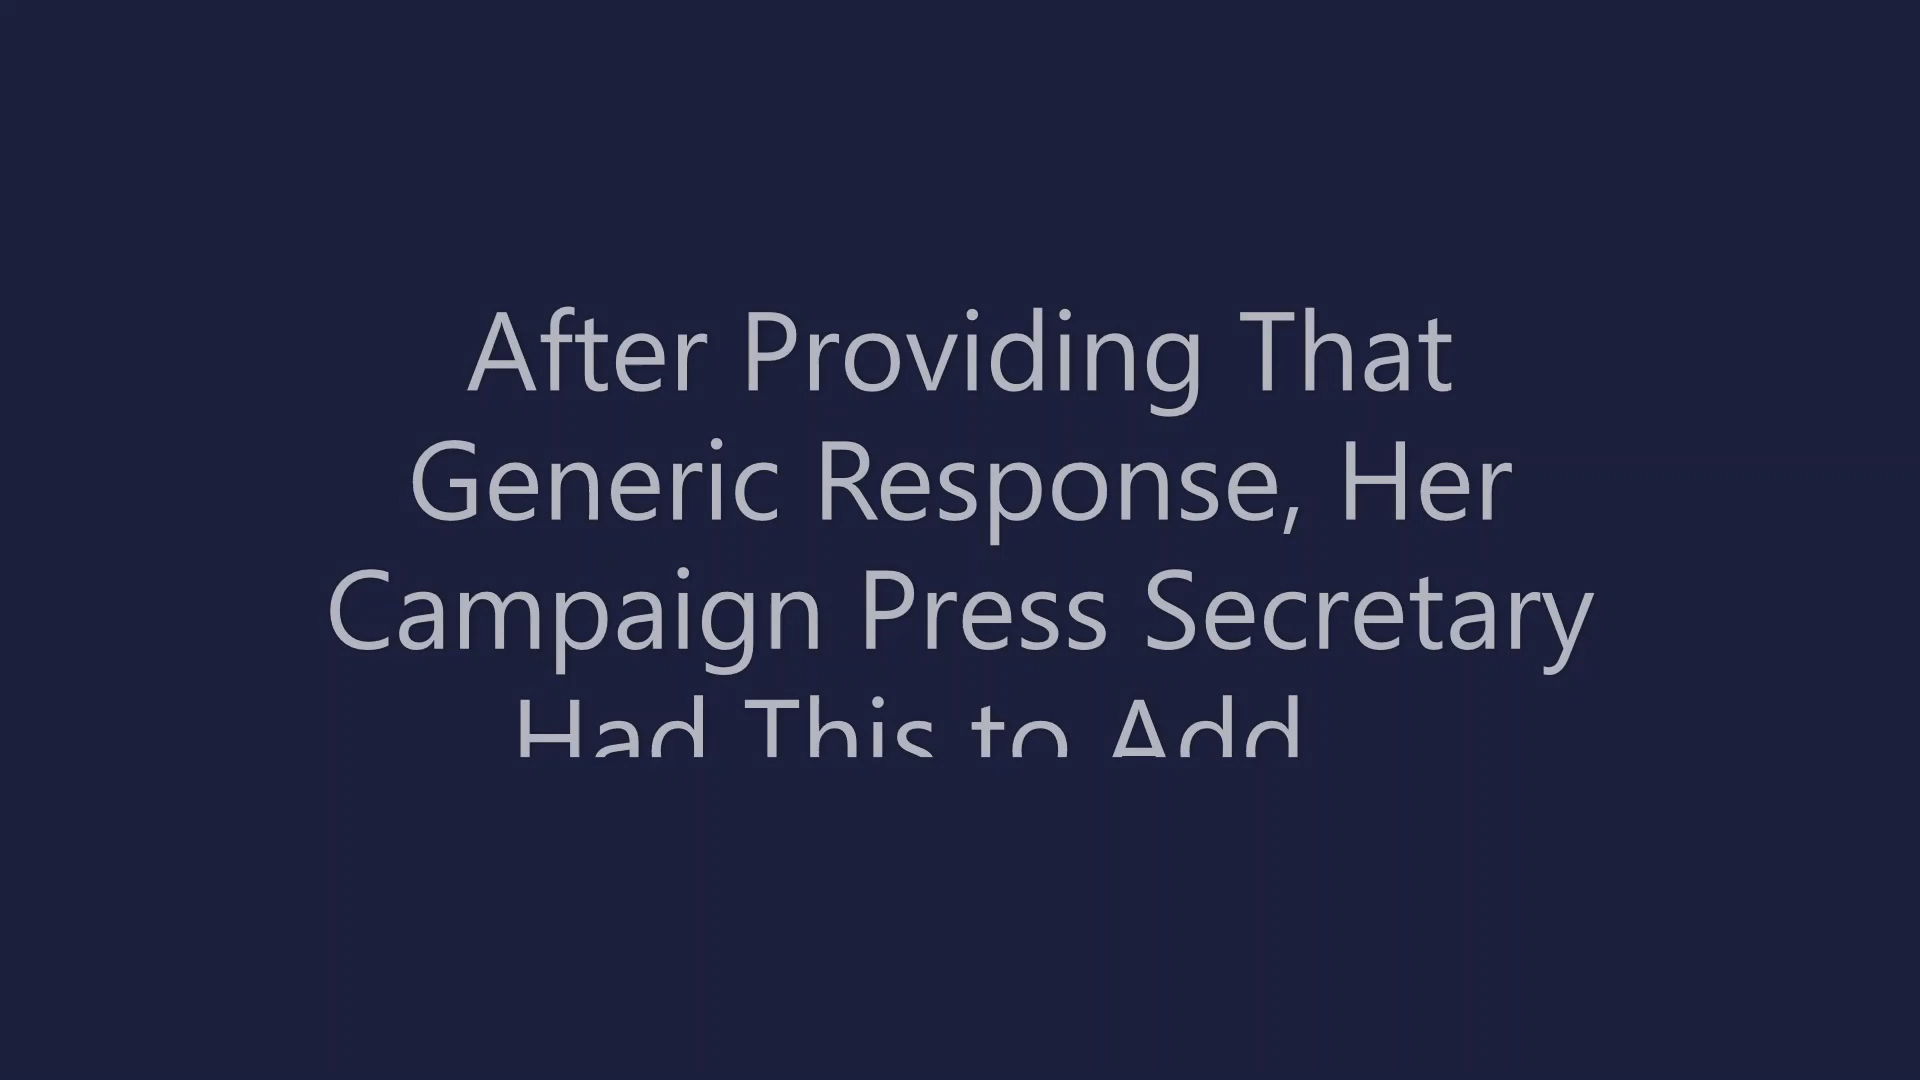 After Providing That
Generic Response, Her
Campaign Press Secretary
Had This to Add